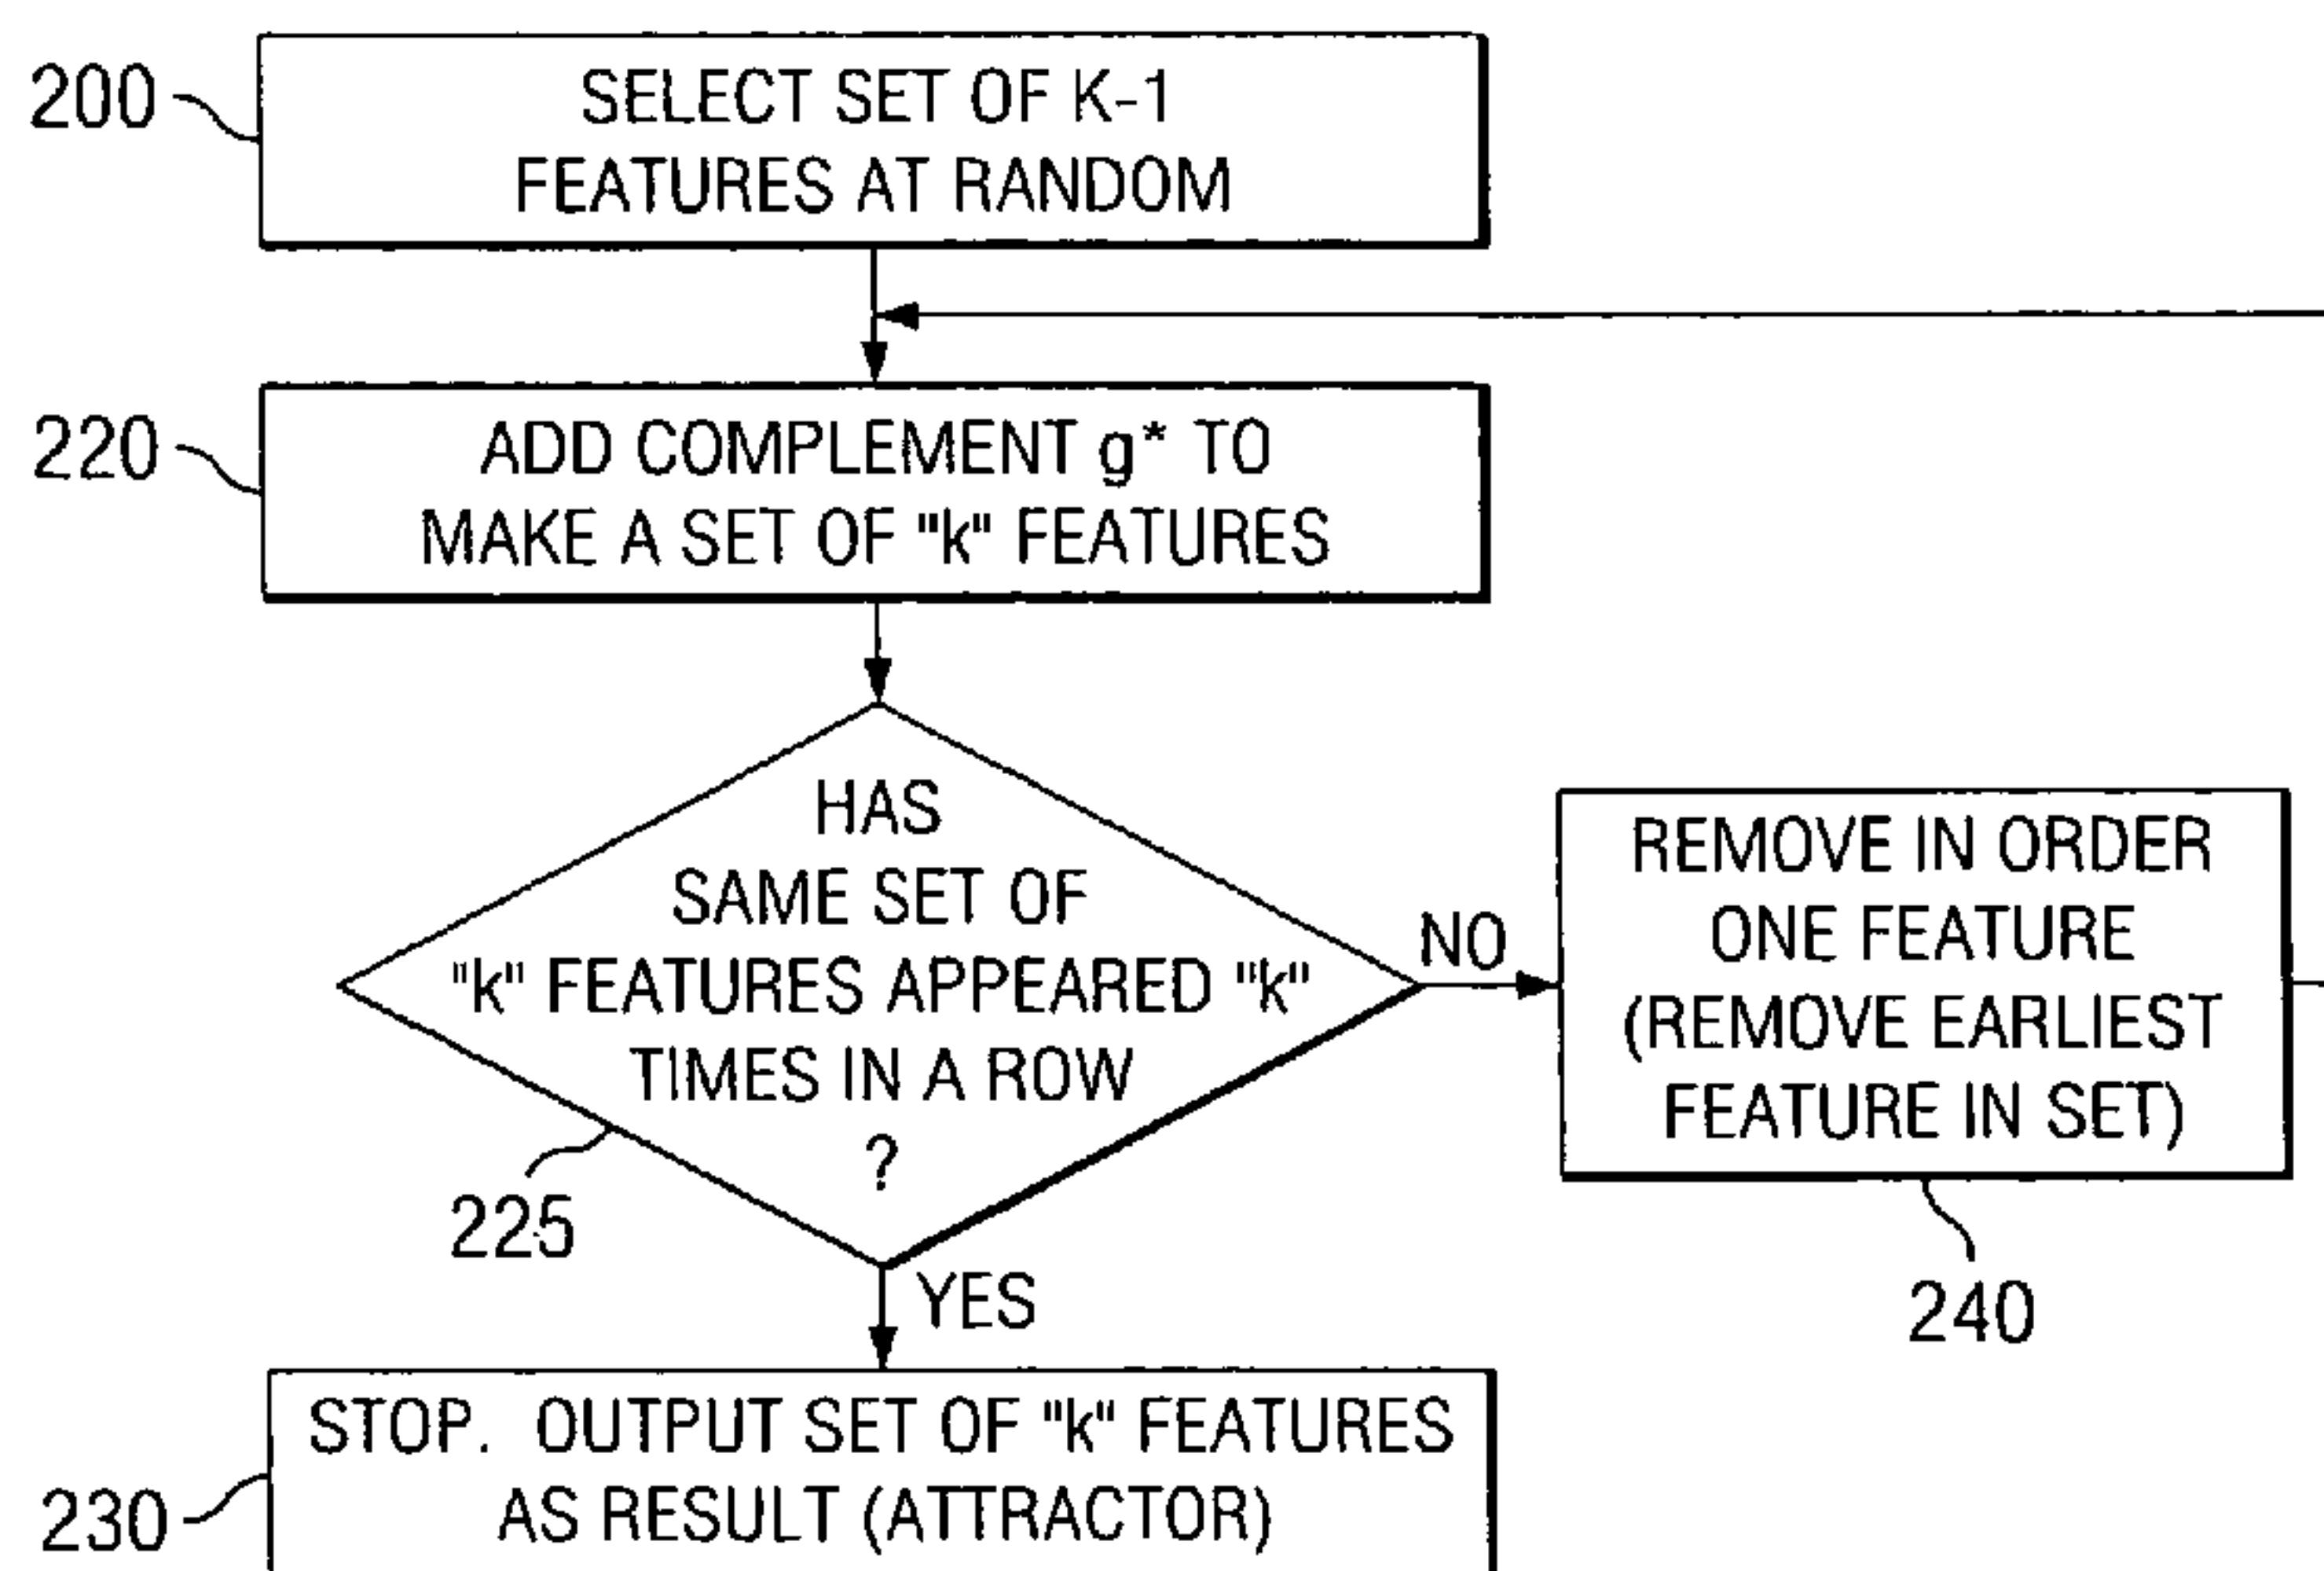 200
SELECT SET OF K-1
FEATURES AT RANDOM
220
ADD COMPLEMENT g* TO
MAKE A SET OF "k" FEATURES
HAS
SAME SET OF
"k" FEATURES APPEARED "k"
TIMES IN A ROW
?
225
NO
REMOVE IN ORDER
ONE FEATURE
(REMOVE EARLIEST
FEATURE IN SET)
240
YES
230
STOP. OUTPUT SET OF "k" FEATURES
AS RESULT (ATTRACTOR)